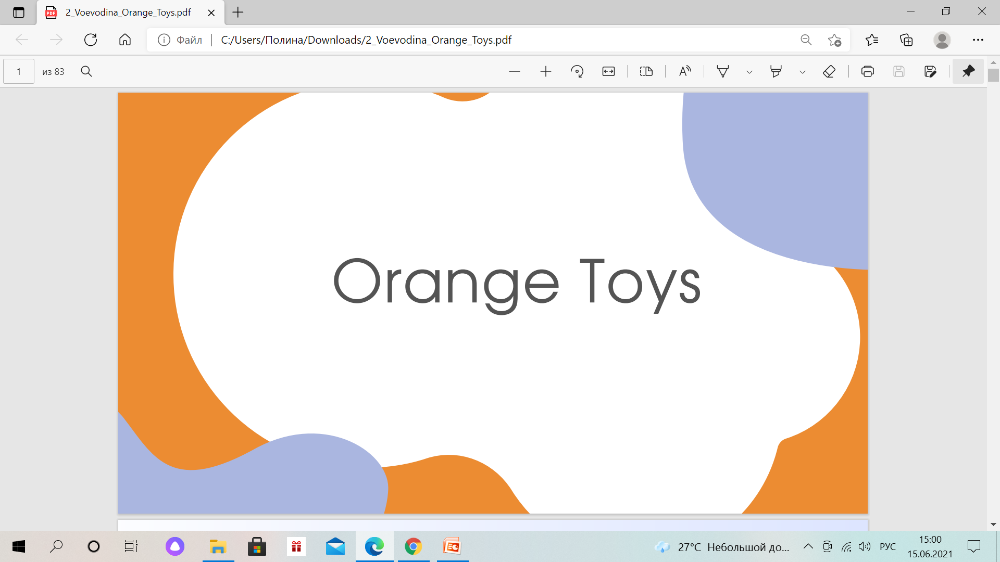 2_Voevodina_Orange_Toys.pdf
Файл
C:/Users/Полина/Downloads/2_Voevodina_Orange_Toys.pdf
1 из 83
Orange Toys
27°C Небольшой до...
РУС
15:00
15.06.2021